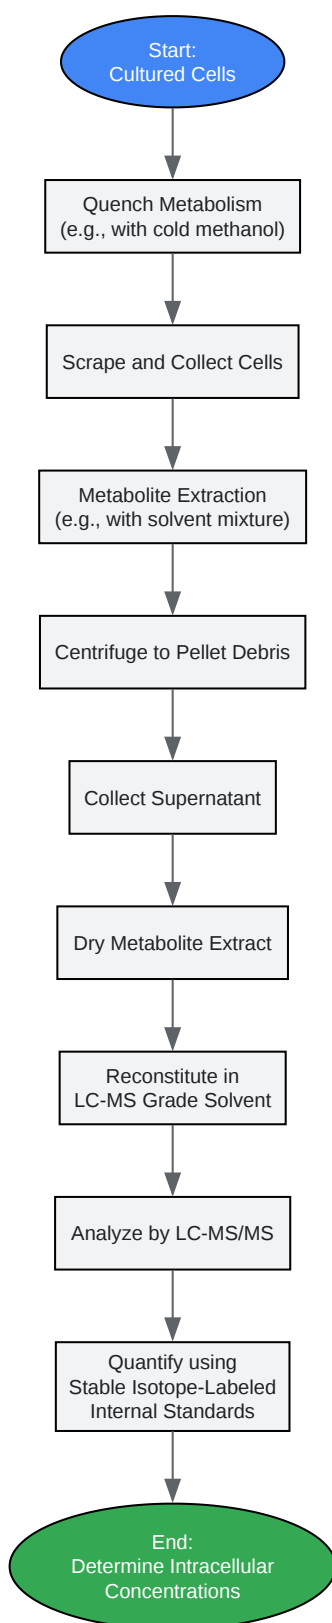 Start:
Cultured Cells
Quench Metabolism
(e.g., with cold methanol)
Scrape and Collect Cells
Metabolite Extraction
(e.g., with solvent mixture)
Centrifuge to Pellet Debris
Collect Supernatant
Dry Metabolite Extract
Reconstitute in
LC-MS Grade Solvent
Analyze by LC-MS/MS
Quantify using
Stable Isotope-Labeled
Internal Standards
End:
Determine Intracellular
Concentrations